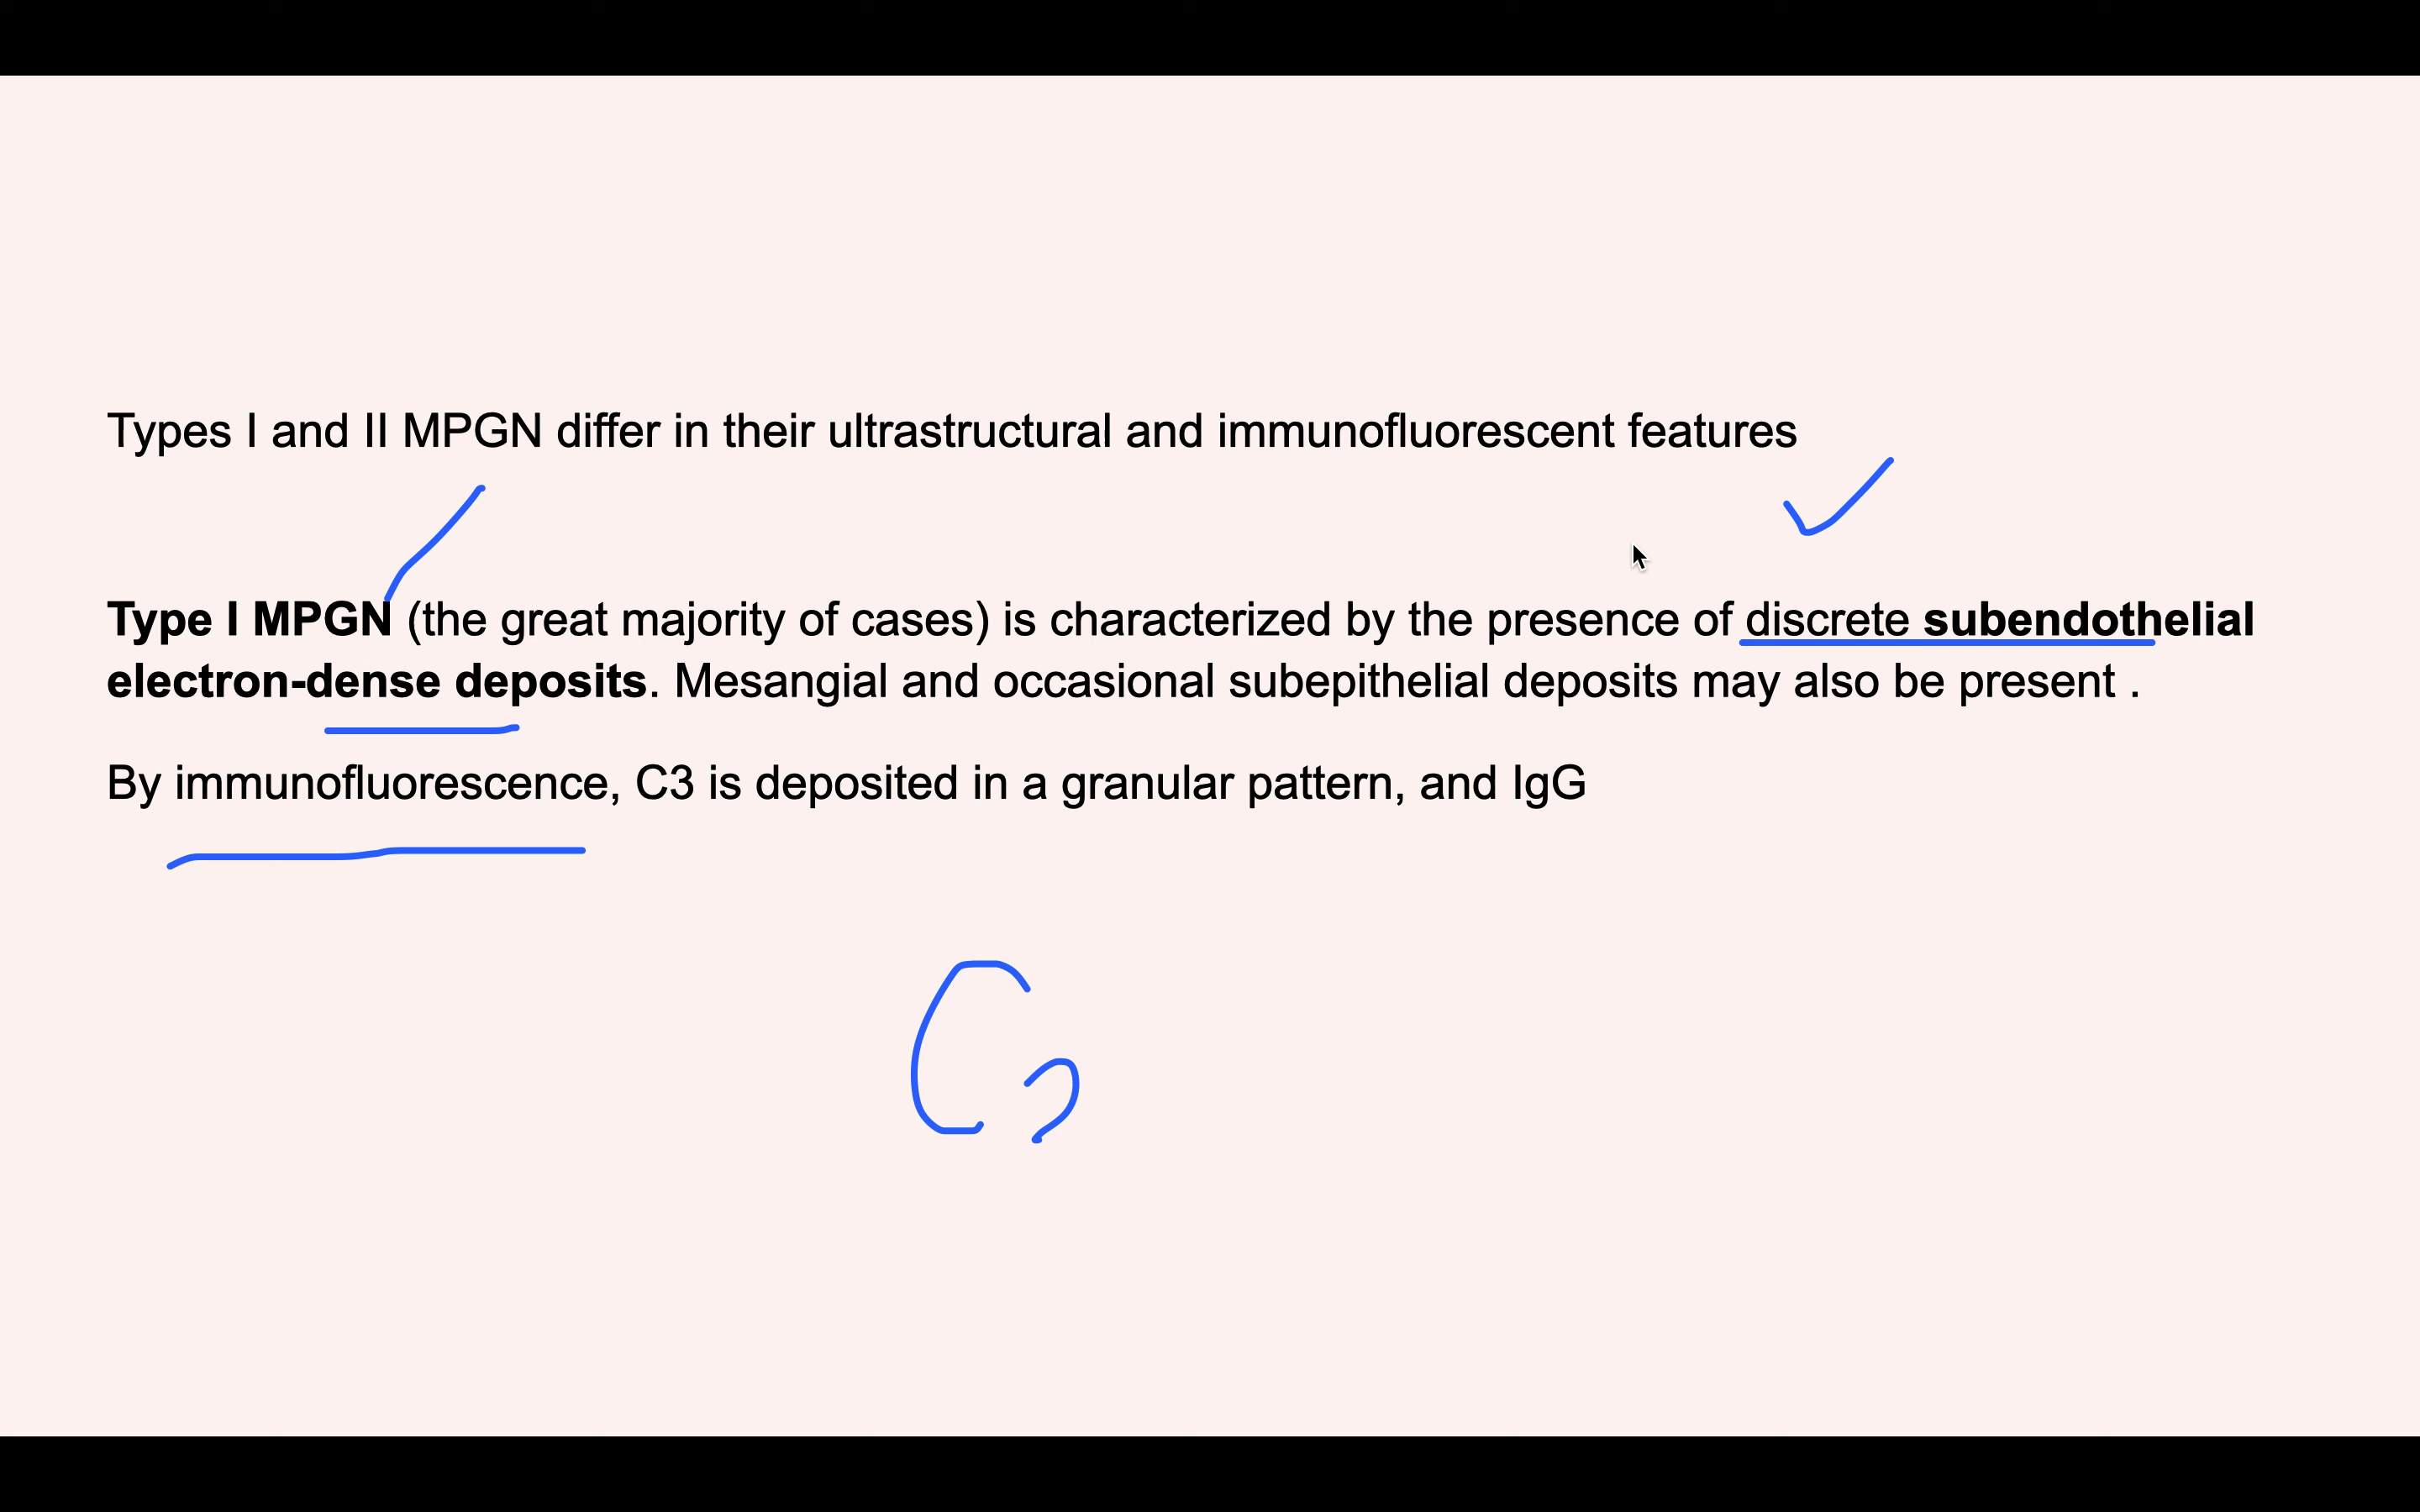 Types I and II MPGN differ in their ultrastructural and immunofluorescent features
Type I MPGN (the great majority of cases) is characterized by the presence of discrete subendothelial
electron-dense deposits. Mesangial and occasional subepithelial deposits may also be present .
By immunofluorescence, C3 is deposited in a granular pattern, and IgG